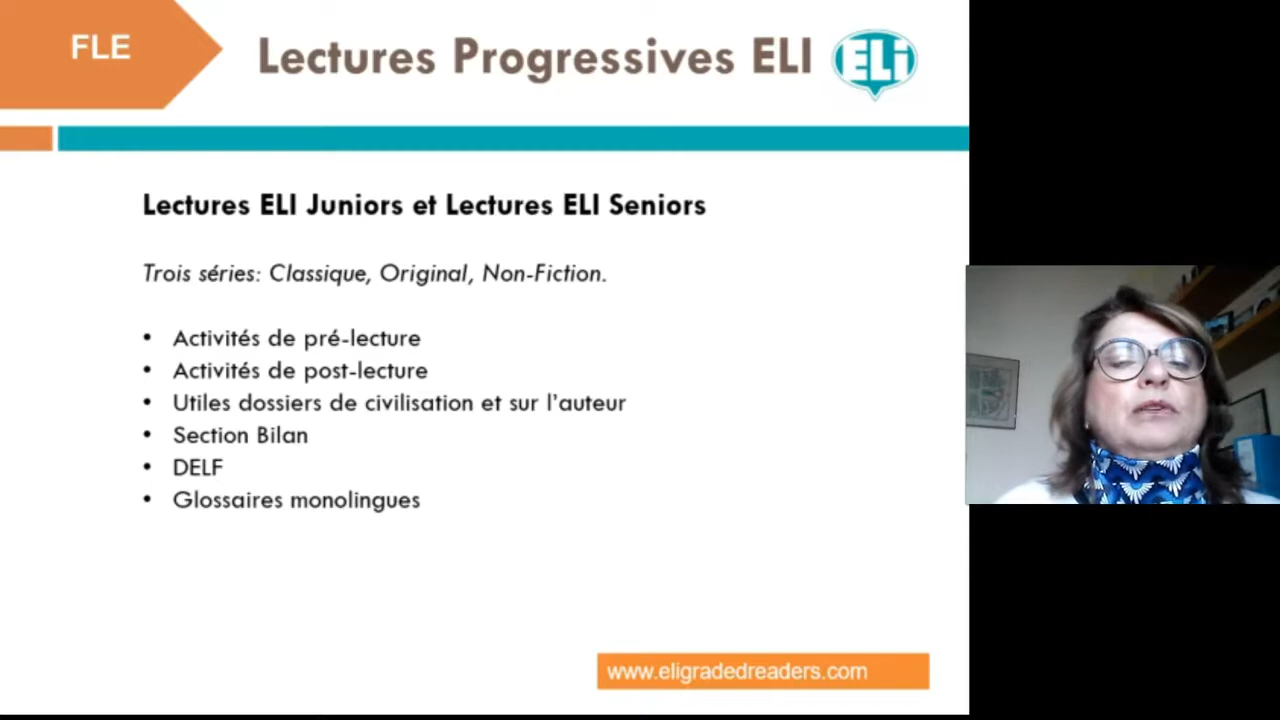 FLE
Lectures Progressives ELI
ELi
Lectures ELI Juniors et Lectures ELI Seniors
Trois séries: Classique, Original, Non-Fiction.
• Activités de pré-lecture
• Activités de post-lecture
• Utiles dossiers de civilisation et sur l'auteur
• Section Bilan
• DELF
• Glossaires monolingues
www.eligradedreaders.com